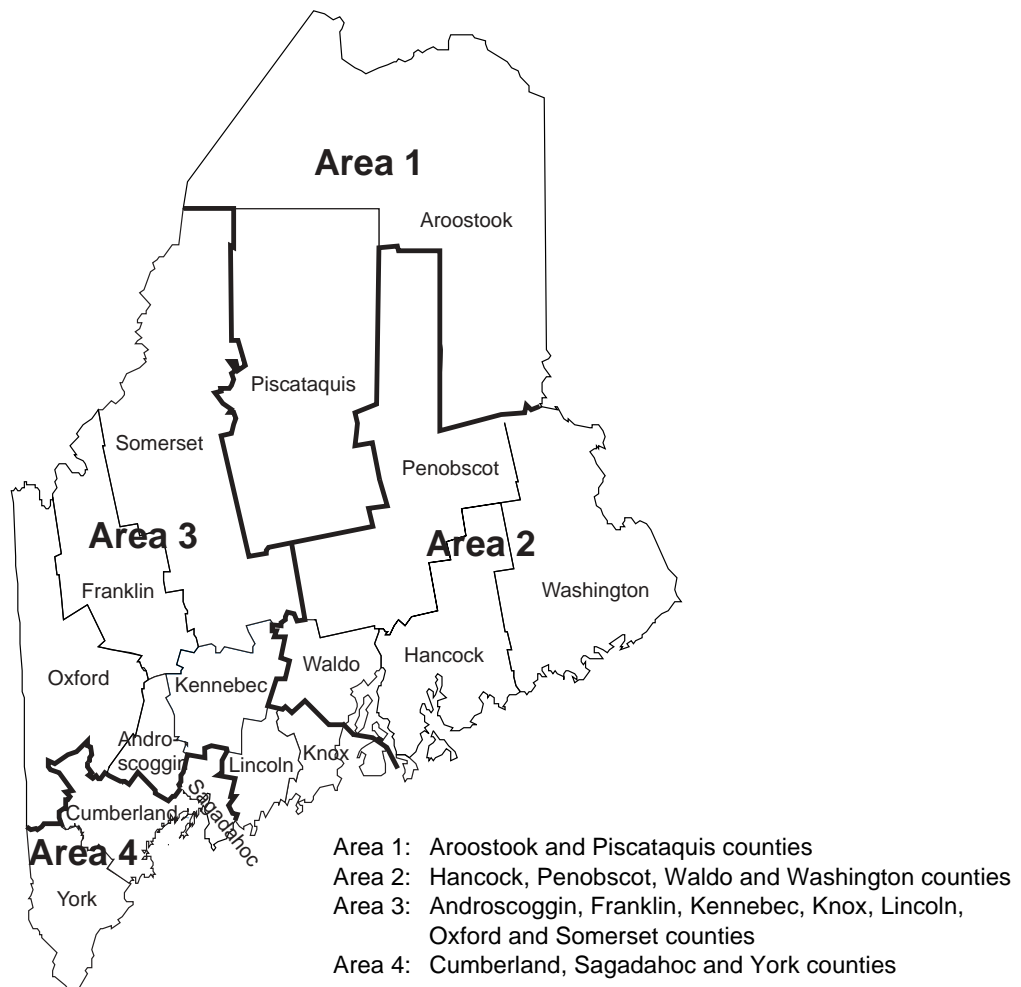 Area 1
Aroostook
Piscataquis
Somerset
Penobscot
Area 3
Area 2
Franklin
Washington
Oxford
Kennebec
Waldo
Hancock
Andro-
scoggin
Lincoln
Knox
Sagadahoc
Cumberland
Area 4
York
Area 1: Aroostook and Piscataquis counties
Area 2: Hancock, Penobscot, Waldo and Washington counties
Area 3: Androscoggin, Franklin, Kennebec, Knox, Lincoln,
Oxford and Somerset counties
Area 4: Cumberland, Sagadahoc and York counties